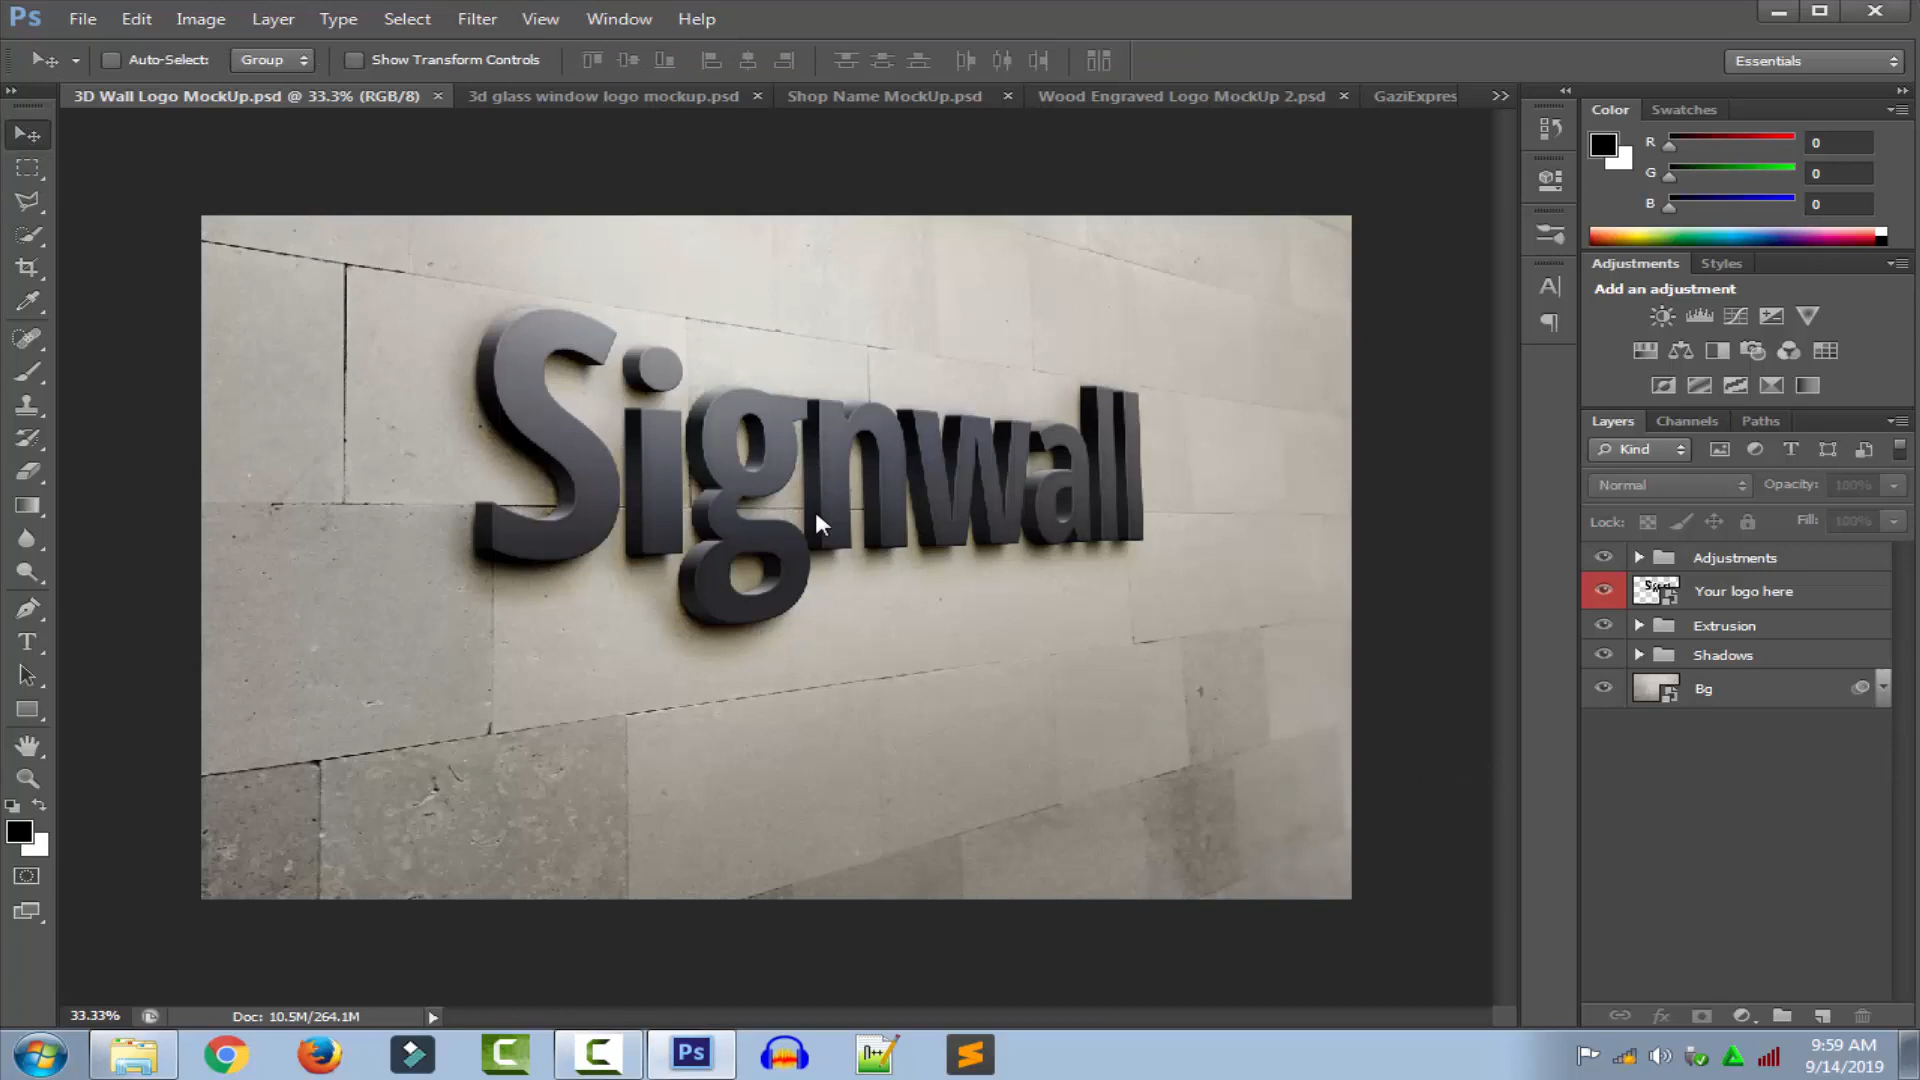 Ps File Edit Image Layer Type Select Filter View Window Help
Auto-Select: Group Show Transform Controls Essentials
3D Wall Logo MockUp.psd @ 33.3% (RGB/8) × 3d glass window logo mockup.psd × Shop Name MockUp.psd × Wood Engraved Logo MockUp 2.psd × GaziExpres >>
Color Swatches
R 0
G 0
B 0
Adjustments Styles
Add an adjustment
Signwall
Layers Channels Paths
Kind
Normal Opacity: 100%
Lock: Fill: 100%
Adjustments
Your logo here
Extrusion
Shadows
Bg
33.33% Doc: 10.5M/264.1M
Ps
9:59 AM
9/14/2019